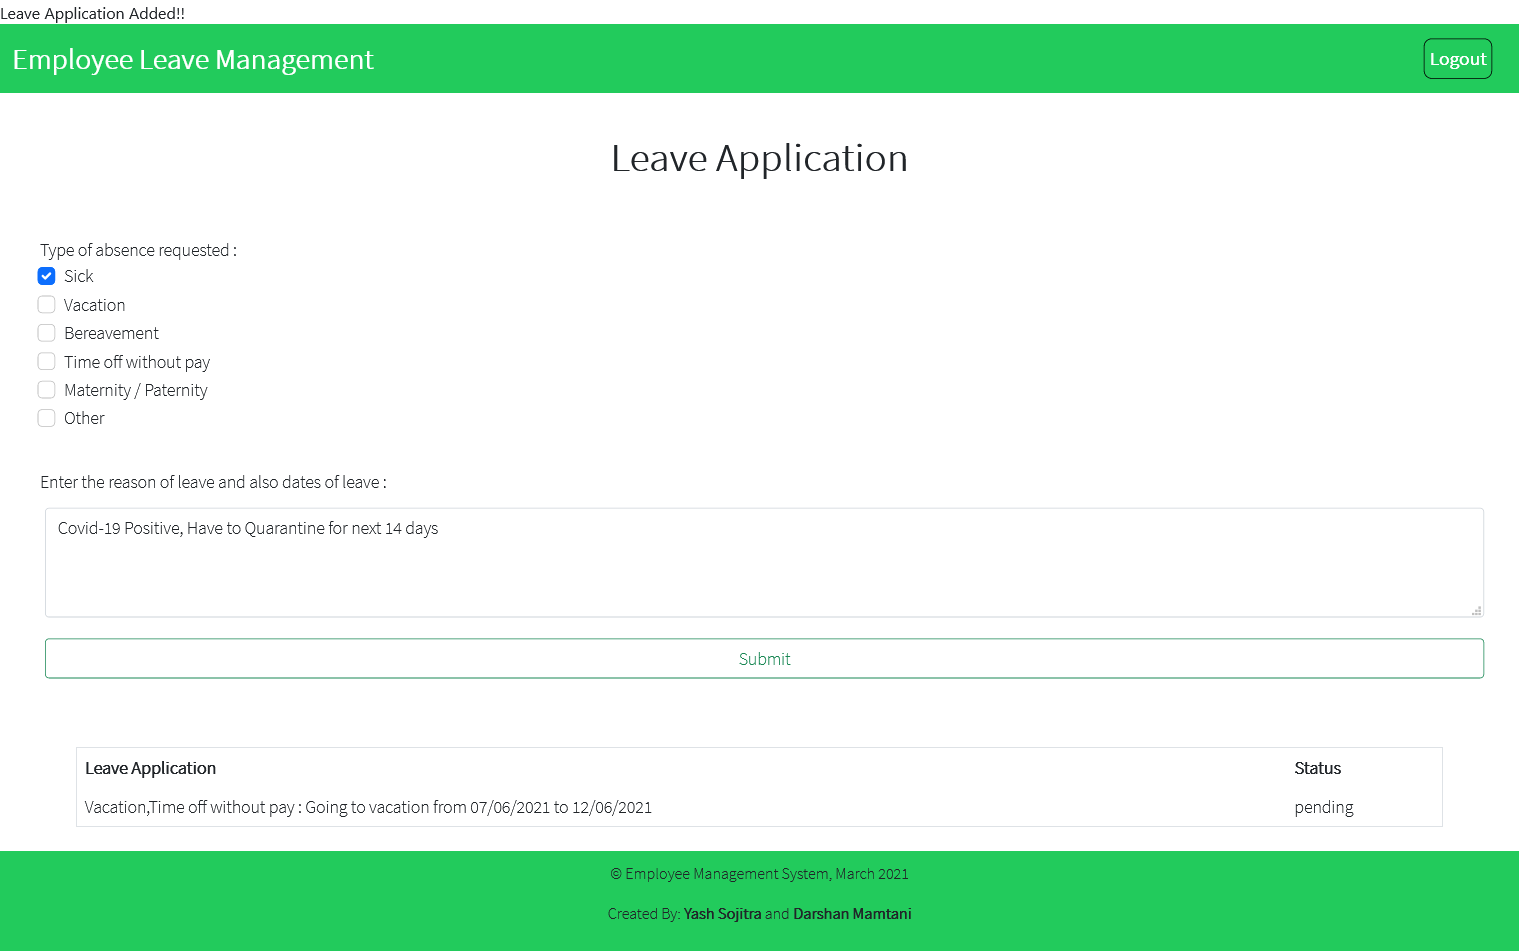 Leave Application Added!!
Employee Leave Management
Logout
Leave Application
Type of absence requested :
Sick
Vacation
Bereavement
Time off without pay
Maternity / Paternity
Other
Enter the reason of leave and also dates of leave :
Covid-19 Positive, Have to Quarantine for next 14 days
Submit
Leave Application Status
Vacation,Time off without pay : Going to vacation from 07/06/2021 to 12/06/2021 pending
© Employee Management System, March 2021
Created By: Yash Sojitra and Darshan Mamtani